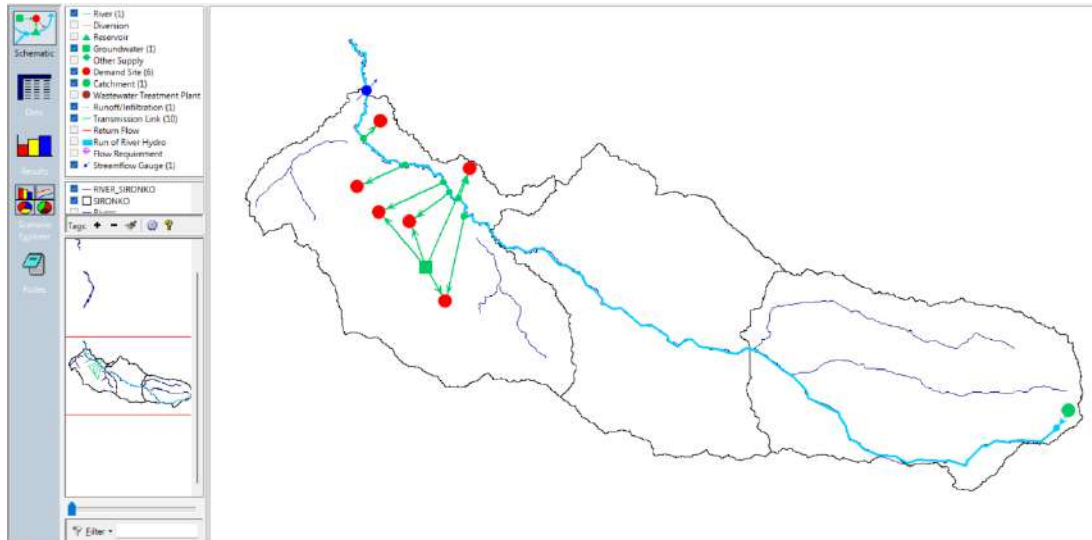 Schematic
Data
Results
Scenario
Explorer
Notes
River (1)
Diversion
Reservoir
Groundwater (1)
Other Supply
Demand Site (6)
Catchment (1)
Wastewater Treatment Plant
Runoff/Infiltration (1)
Transmission Link (10)
Return Flow
Run of River Hydro
Flow Requirement
Streamflow Gauge (1)
RIVER_SIRONKO
SIRONKO
Rivers
Tags:
Filter